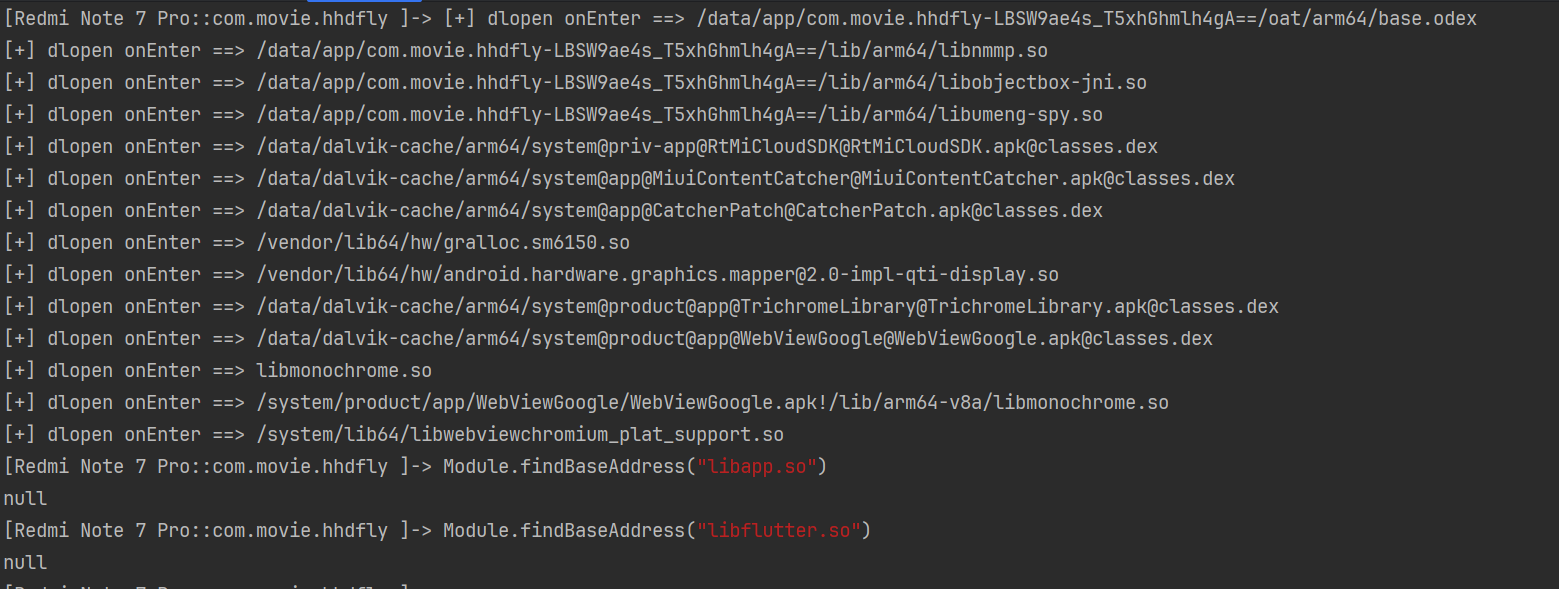 [Redmi Note 7 Pro::com.movie.hhdfly ]-> [+] dlopen onEnter ==> /data/app/com.movie.hhdfly-LBSW9ae4s_T5xhGhmlh4gA==/oat/arm64/base.odex
[+] dlopen onEnter ==> /data/app/com.movie.hhdfly-LBSW9ae4s_T5xhGhmlh4gA==/lib/arm64/libnmmp.so
[+] dlopen onEnter ==> /data/app/com.movie.hhdfly-LBSW9ae4s_T5xhGhmlh4gA==/lib/arm64/libobjectbox-jni.so
[+] dlopen onEnter ==> /data/app/com.movie.hhdfly-LBSW9ae4s_T5xhGhmlh4gA==/lib/arm64/libumeng-spy.so
[+] dlopen onEnter ==> /data/dalvik-cache/arm64/system@priv-app@RtMiCloudSDK@RtMiCloudSDK.apk@classes.dex
[+] dlopen onEnter ==> /data/dalvik-cache/arm64/system@app@MiuiContentCatcher@MiuiContentCatcher.apk@classes.dex
[+] dlopen onEnter ==> /data/dalvik-cache/arm64/system@app@CatcherPatch@CatcherPatch.apk@classes.dex
[+] dlopen onEnter ==> /vendor/lib64/hw/gralloc.sm6150.so
[+] dlopen onEnter ==> /vendor/lib64/hw/android.hardware.graphics.mapper@2.0-impl-qti-display.so
[+] dlopen onEnter ==> /data/dalvik-cache/arm64/system@product@app@TrichromeLibrary@TrichromeLibrary.apk@classes.dex
[+] dlopen onEnter ==> /data/dalvik-cache/arm64/system@product@app@WebViewGoogle@WebViewGoogle.apk@classes.dex
[+] dlopen onEnter ==> libmonochrome.so
[+] dlopen onEnter ==> /system/product/app/WebViewGoogle/WebViewGoogle.apk!/lib/arm64-v8a/libmonochrome.so
[+] dlopen onEnter ==> /system/lib64/libwebviewchromium_plat_support.so
[Redmi Note 7 Pro::com.movie.hhdfly ]-> Module.findBaseAddress("libapp.so")
null
[Redmi Note 7 Pro::com.movie.hhdfly ]-> Module.findBaseAddress("libflutter.so")
null